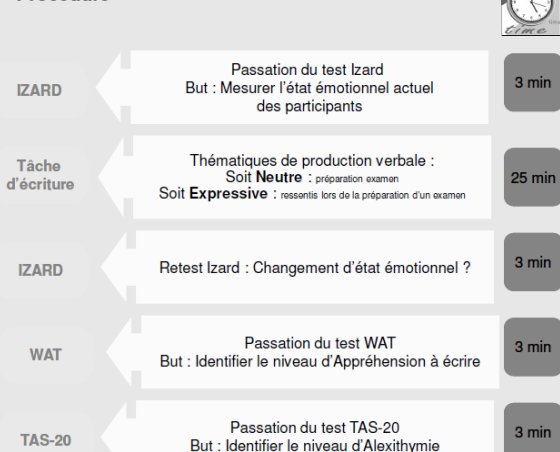 IZARD
Passation du test Izard
But : Mesurer l'état émotionnel actuel
des participants
3 min
Tâche
d'écriture
Thématiques de production verbale :
Soit Neutre : préparation examen
Soit Expressive : ressentis lors de la préparation d'un examen
25 min
IZARD
Retest Izard : Changement d'état émotionnel ?
3 min
WAT
Passation du test WAT
But : Identifier le niveau d'Appréhension à écrire
3 min
TAS-20
Passation du test TAS-20
But : Identifier le niveau d'Alexithymie
3 min
time